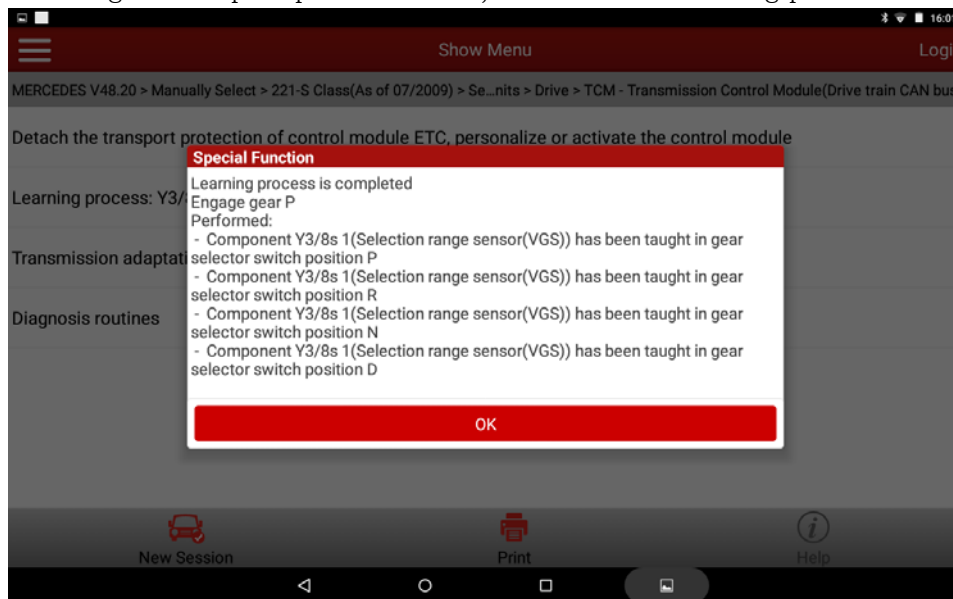 16:0
Show Menu
Logi
MERCEDES V48.20 > Manually Select > 221-S Class(As of 07/2009) > Se...nits > Drive > TCM - Transmission Control Module(Drive train CAN bus
Detach the transport protection of control module ETC, personalize or activate the control module
Special Function
Learning process is completed
Learning process: Y3/
Engage gear P
Performed:
- Component Y3/8s 1(Selection range sensor(VGS)) has been taught in gear
Transmission adaptati
selector switch position P
- Component Y3/8s 1(Selection range sensor(VGS)) has been taught in gear
selector switch position R
Diagnosis routines
- Component Y3/8s 1(Selection range sensor(VGS)) has been taught in gear
selector switch position N
- Component Y3/8s 1(Selection range sensor(VGS)) has been taught in gear
selector switch position D
OK
New Session
Print
Help